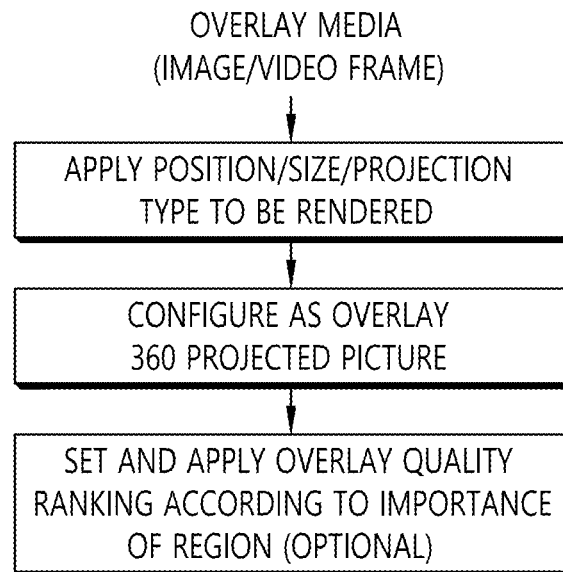 OVERLAY MEDIA
(IMAGE/VIDEO FRAME)
APPLY POSITION/SIZE/PROJECTION
TYPE TO BE RENDERED
CONFIGURE AS OVERLAY
360 PROJECTED PICTURE
SET AND APPLY OVERLAY QUALITY
RANKING ACCORDING TO IMPORTANCE
OF REGION (OPTIONAL)